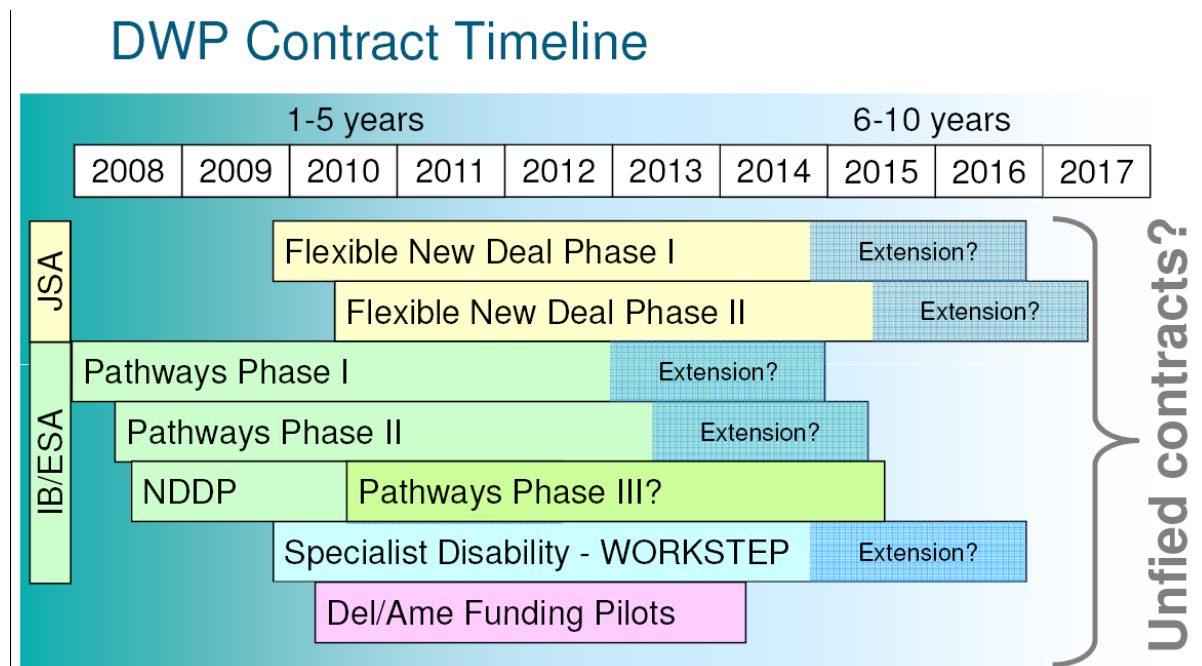 DWP Contract Timeline
1-5 years 6-10 years
2008 2009 2010 2011 2012 2013 2014 2015 2016 2017
JSA
Flexible New Deal Phase I Extension?
Flexible New Deal Phase II Extension?
IB/ESA
Pathways Phase I Extension?
Pathways Phase II Extension?
NDDP Pathways Phase III?
Specialist Disability - WORKSTEP Extension?
Del/Ame Funding Pilots
Unfied contracts?